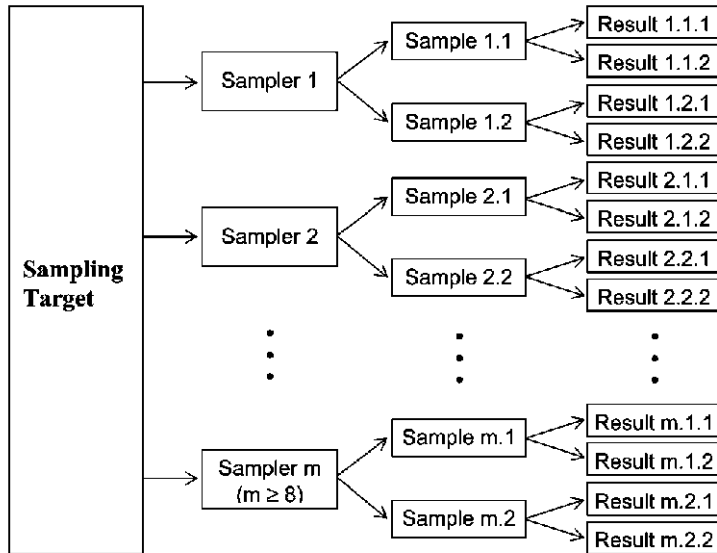 Sampling
Target
Sampler 1
Sample 1.1
Result 1.1.1
Result 1.1.2
Sample 1.2
Result 1.2.1
Result 1.2.2
Sampler 2
Sample 2.1
Result 2.1.1
Result 2.1.2
Sample 2.2
Result 2.2.1
Result 2.2.2
Sampler m
(m ≥ 8)
Sample m.1
Result m.1.1
Result m.1.2
Sample m.2
Result m.2.1
Result m.2.2